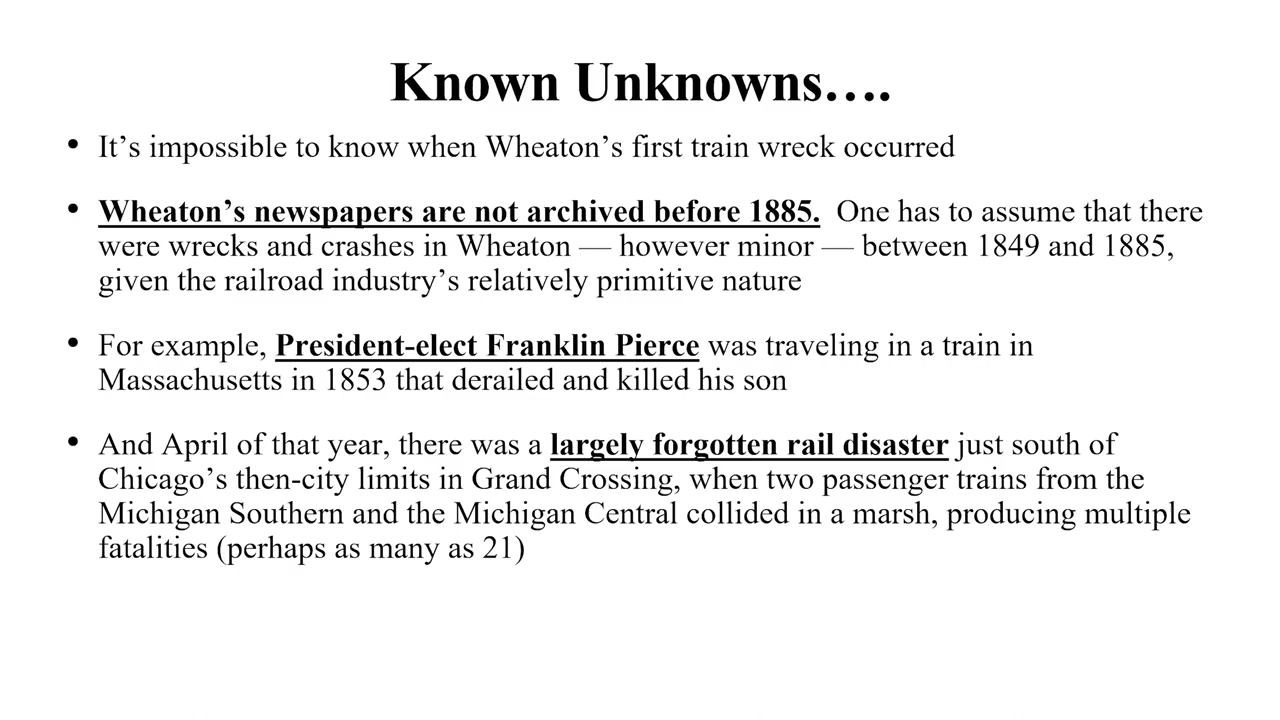 Known Unknowns….
• It’s impossible to know when Wheaton’s first train wreck occurred
• Wheaton’s newspapers are not archived before 1885.  One has to assume that there
were wrecks and crashes in Wheaton — however minor — between 1849 and 1885,
given the railroad industry’s relatively primitive nature
• For example, President-elect Franklin Pierce was traveling in a train in
Massachusetts in 1853 that derailed and killed his son
• And April of that year, there was a largely forgotten rail disaster just south of
Chicago’s then-city limits in Grand Crossing, when two passenger trains from the
Michigan Southern and the Michigan Central collided in a marsh, producing multiple
fatalities (perhaps as many as 21)